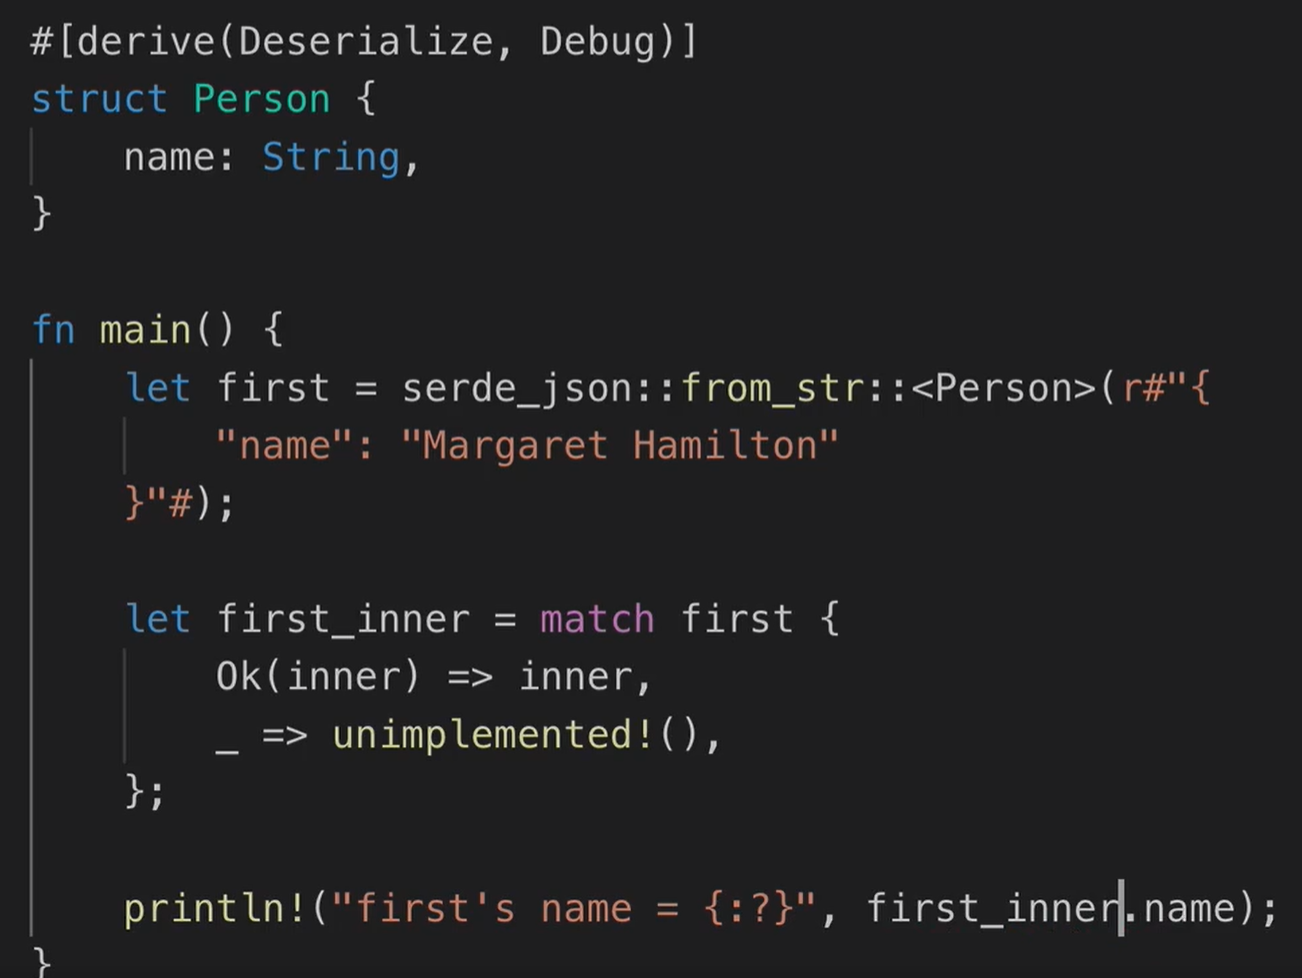 #[derive(Deserialize, Debug)]
struct Person {
    name: String,
}

fn main() {
    let first = serde_json::from_str::<Person>(r#"{
        "name": "Margaret Hamilton"
    }"#);

    let first_inner = match first {
        Ok(inner) => inner,
        _ => unimplemented!(),
    };

    println!("first's name = {:?}", first_inner.name);
}